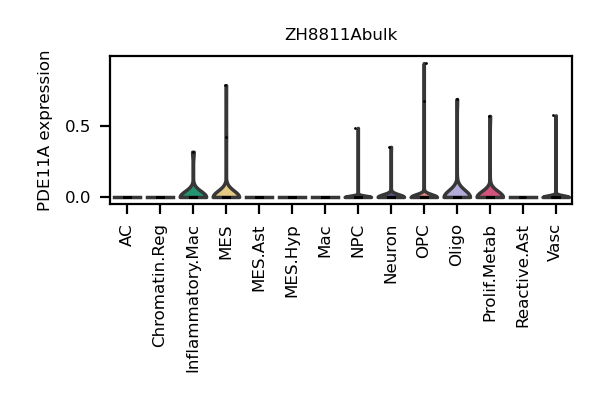 ZH8811Abulk
PDE11A expression
0.5
0.0
AC
Chromatin.Reg
Inflammatory.Mac
MES
MES.Ast
MES.Hyp
Mac
NPC
Neuron
OPC
Oligo
Prolif.Metab
Reactive.Ast
Vasc